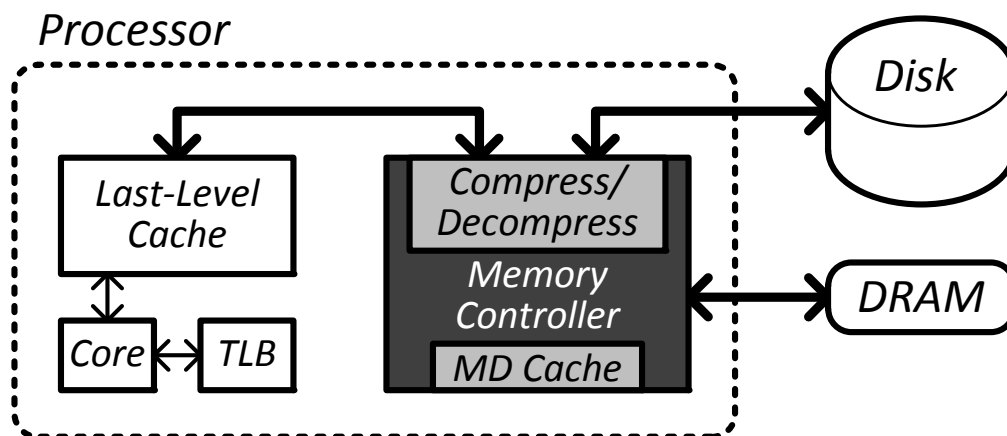 Processor
Disk
Last-Level
Cache
Compress/
Decompress
Memory
Controller
DRAM
Core
TLB
MD Cache